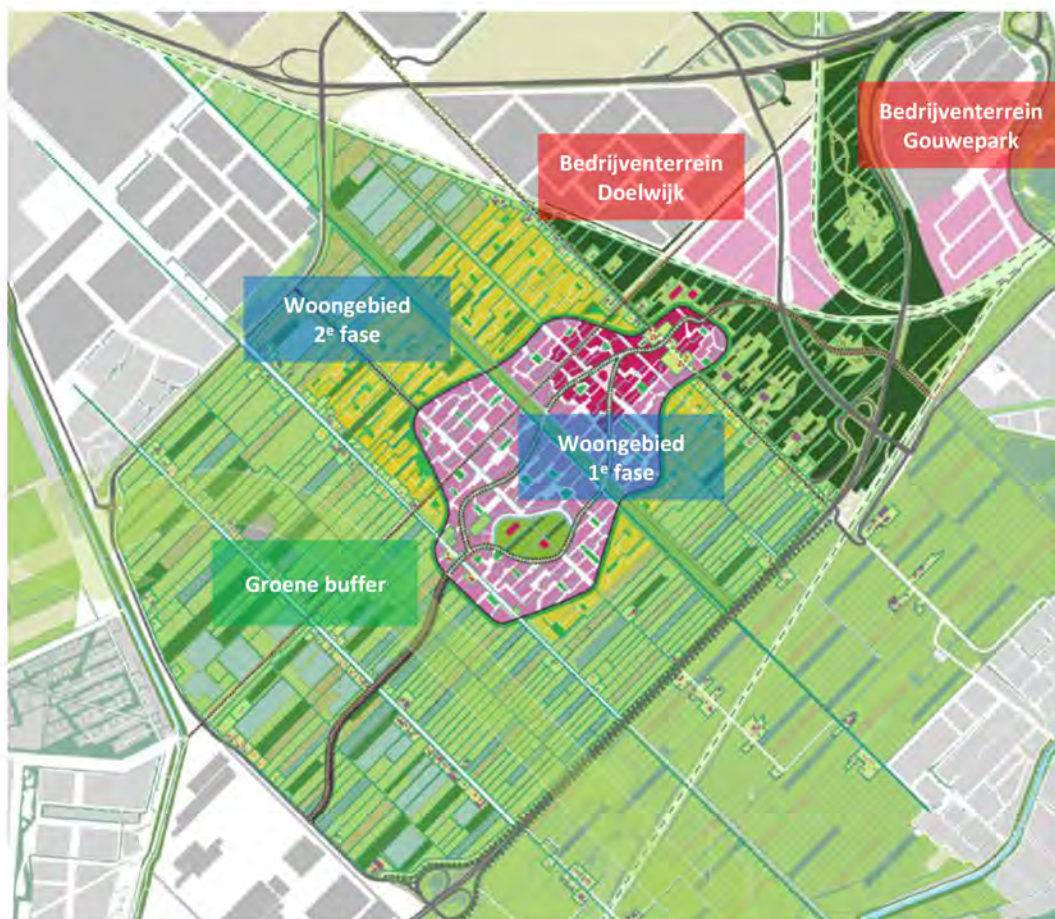 Bedrijventerrein
Gouwepark
Bedrijventerrein
Doelwijk
Woongebied
2ᵉ fase
Woongebied
1ᵉ fase
Groene buffer